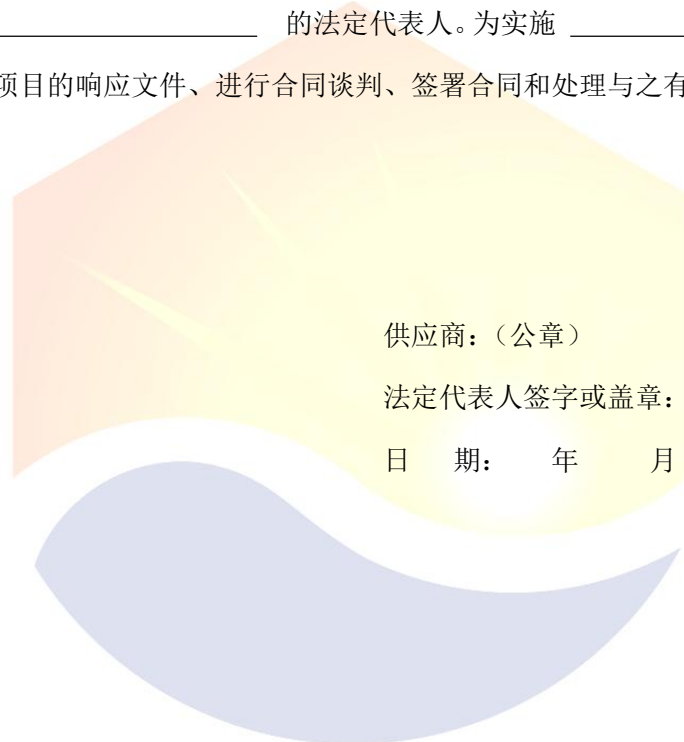 ____________________ 的法定代表人。为实施 ________
项目的响应文件、进行合同谈判、签署合同和处理与之有
供应商:（公章）
法定代表人签字或盖章:
日 期: 年 月